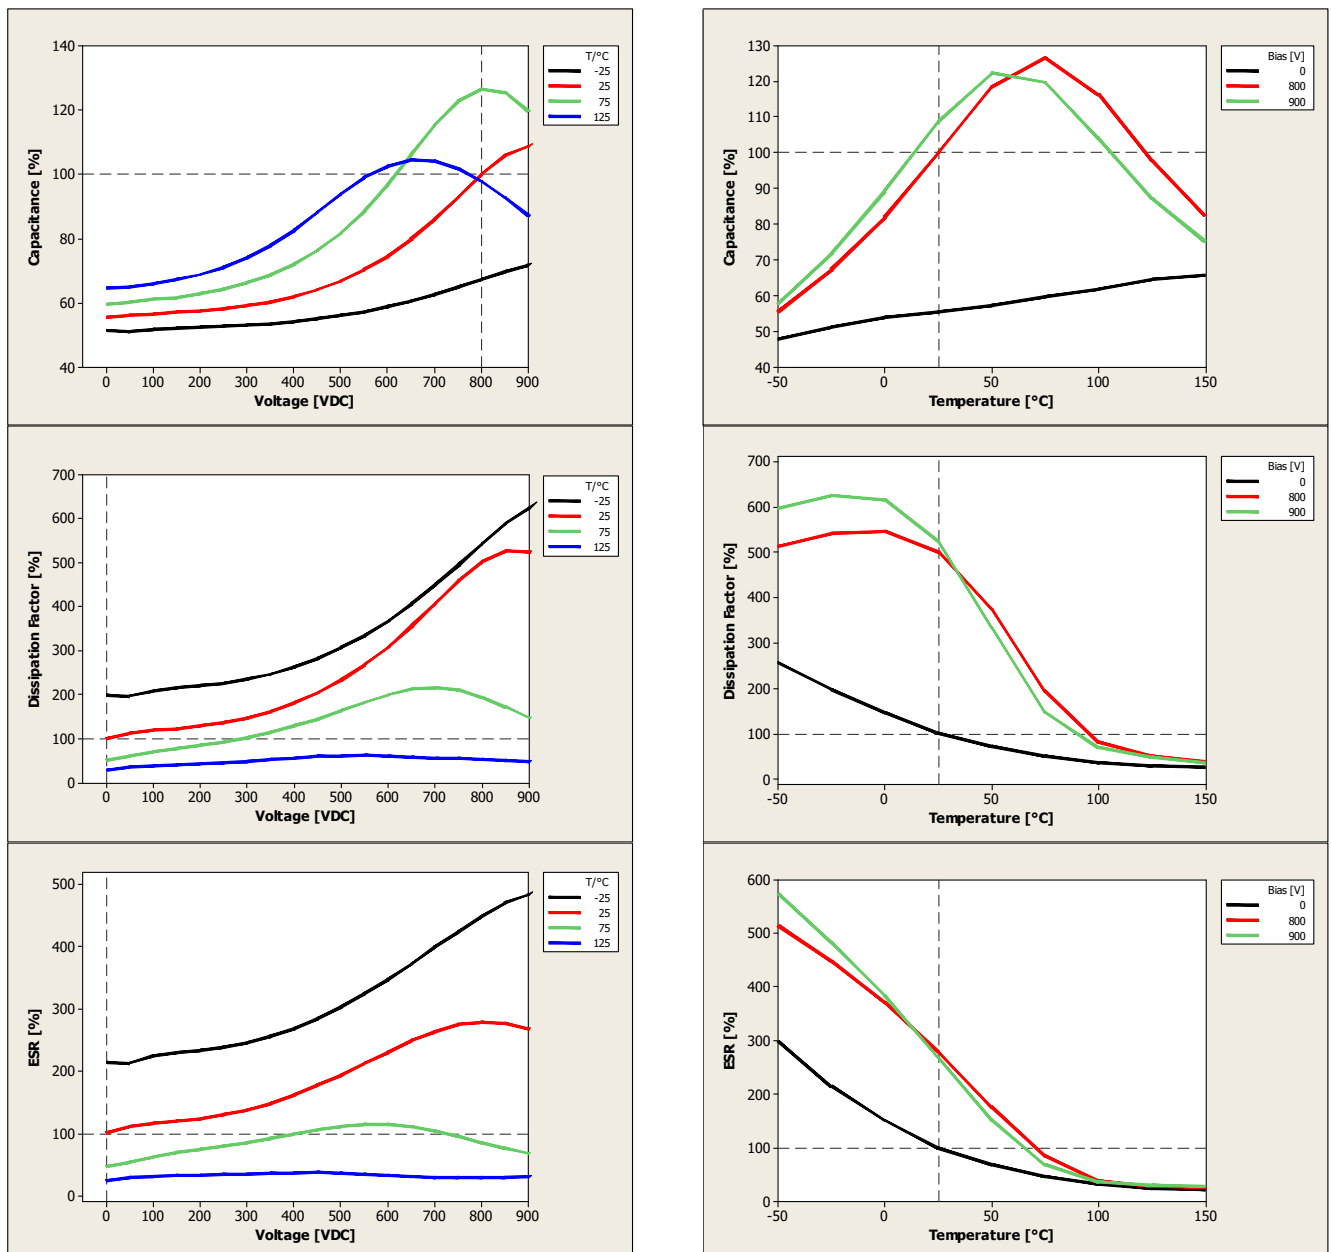 140
120
100
80
60
40
Capacitance [%]
0 100 200 300 400 500 600 700 800 900
Voltage [VDC]
T/°C
-25
25
75
125
130
120
110
100
90
80
70
60
50
40
Capacitance [%]
-50 0 50 100 150
Temperature [°C]
Bias [V]
0
800
900
700
600
500
400
300
200
100
0
Dissipation Factor [%]
0 100 200 300 400 500 600 700 800 900
Voltage [VDC]
T/°C
-25
25
75
125
700
600
500
400
300
200
100
0
Dissipation Factor [%]
-50 0 50 100 150
Temperature [°C]
Bias [V]
0
800
900
500
400
300
200
100
0
ESR [%]
0 100 200 300 400 500 600 700 800 900
Voltage [VDC]
T/°C
-25
25
75
125
600
500
400
300
200
100
0
ESR [%]
-50 0 50 100 150
Temperature [°C]
Bias [V]
0
800
900